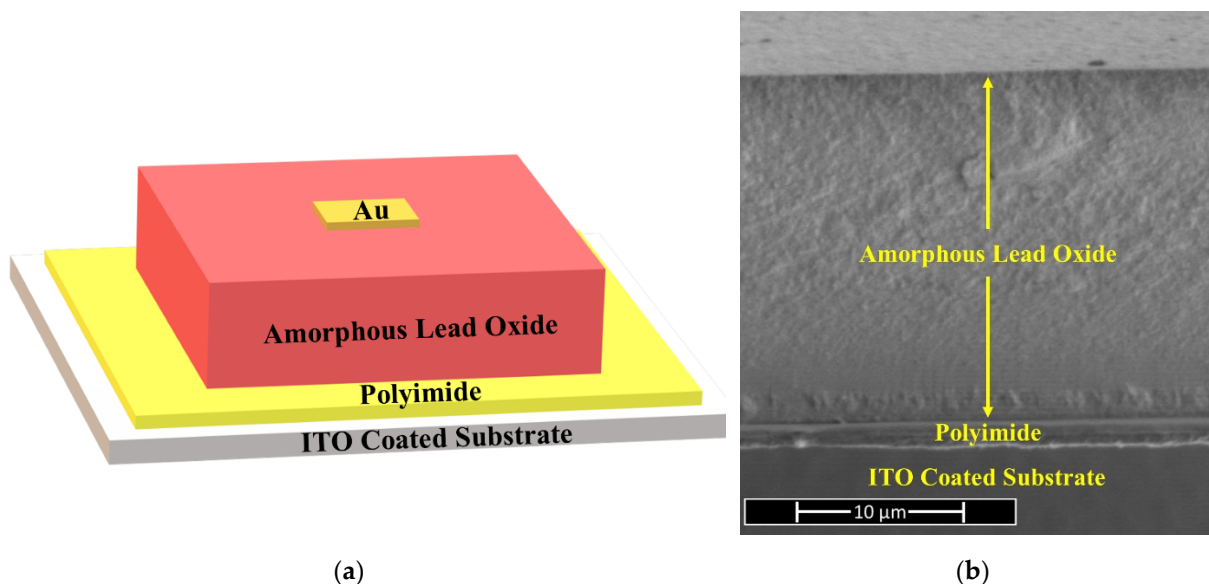 Au
Amorphous Lead Oxide
Polyimide
ITO Coated Substrate
(a)
Amorphous Lead Oxide
Polyimide
ITO Coated Substrate
10 μm
(b)